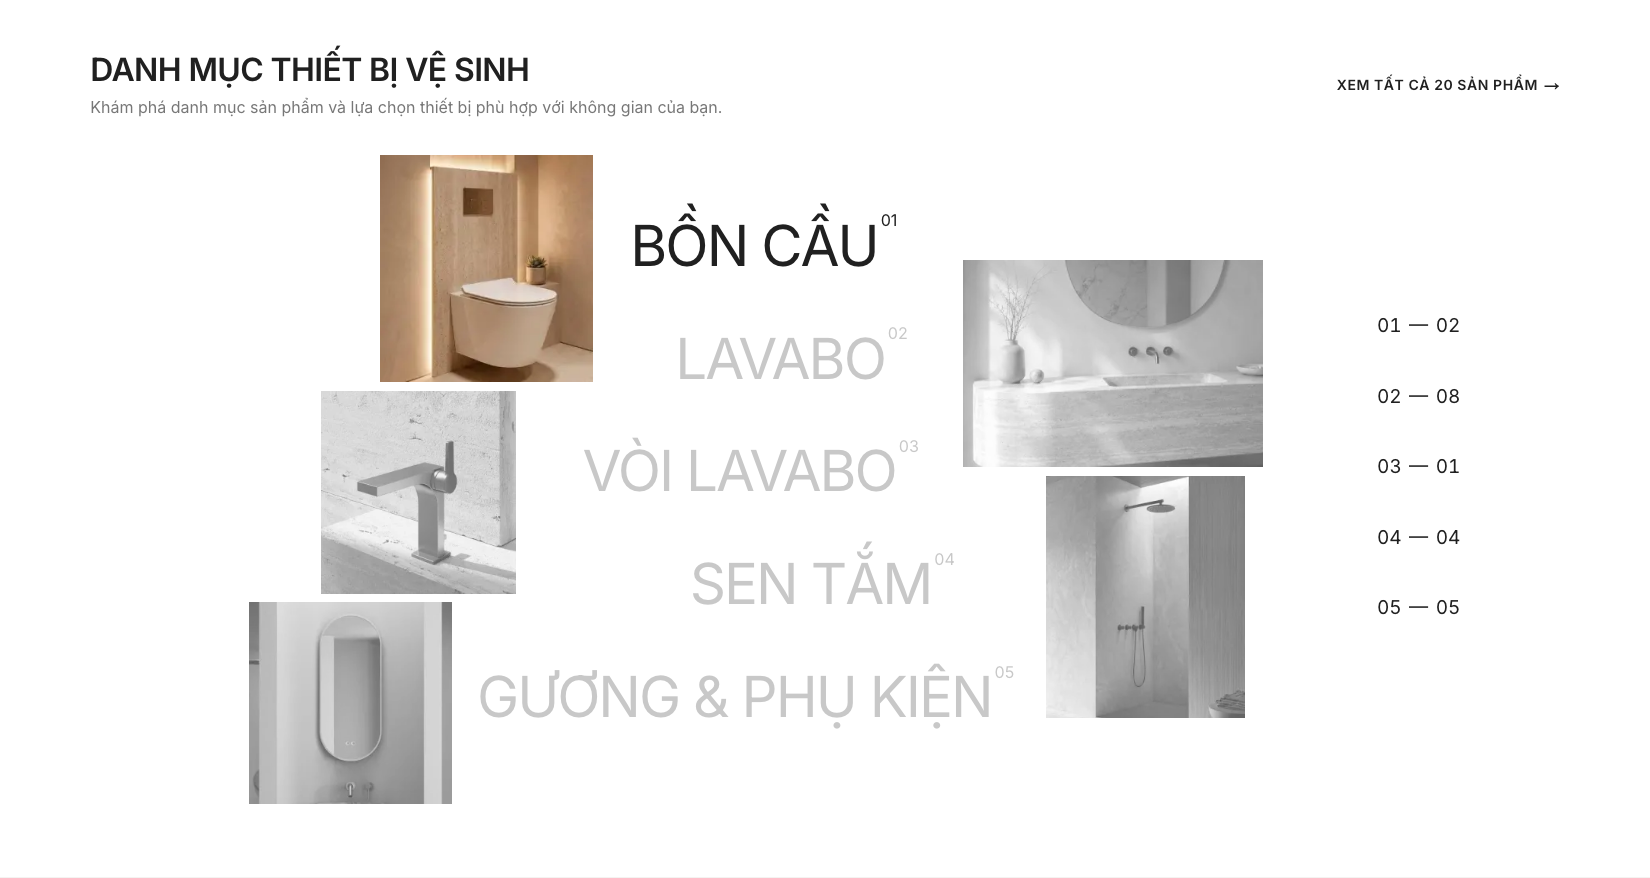 DANH MỤC THIẾT BỊ VỆ SINH
Khám phá danh mục sản phẩm và lựa chọn thiết bị phù hợp với không gian của bạn.
XEM TẤT CẢ 20 SẢN PHẨM →
BỒN CẦU 01
LAVABO 02
VÒI LAVABO 03
SEN TẮM 04
GƯƠNG & PHỤ KIỆN 05
01 — 02
02 — 08
03 — 01
04 — 04
05 — 05